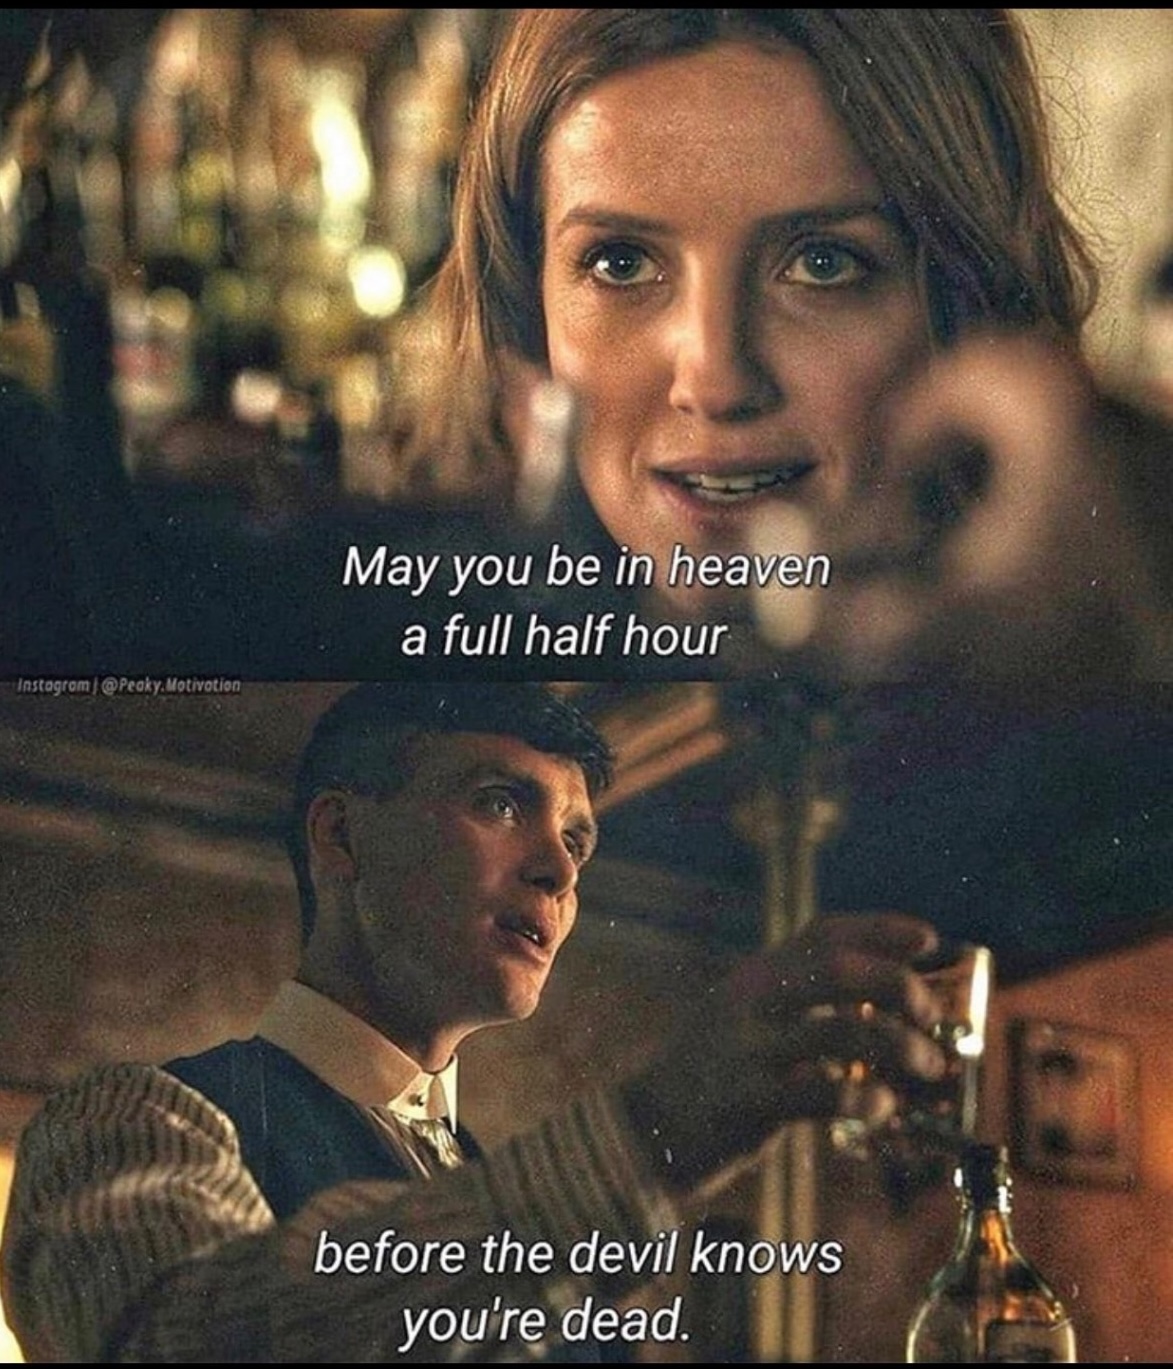 May you be in heaven
a full half hour
Instagram | @Peaky.Motivation
before the devil knows
you're dead.